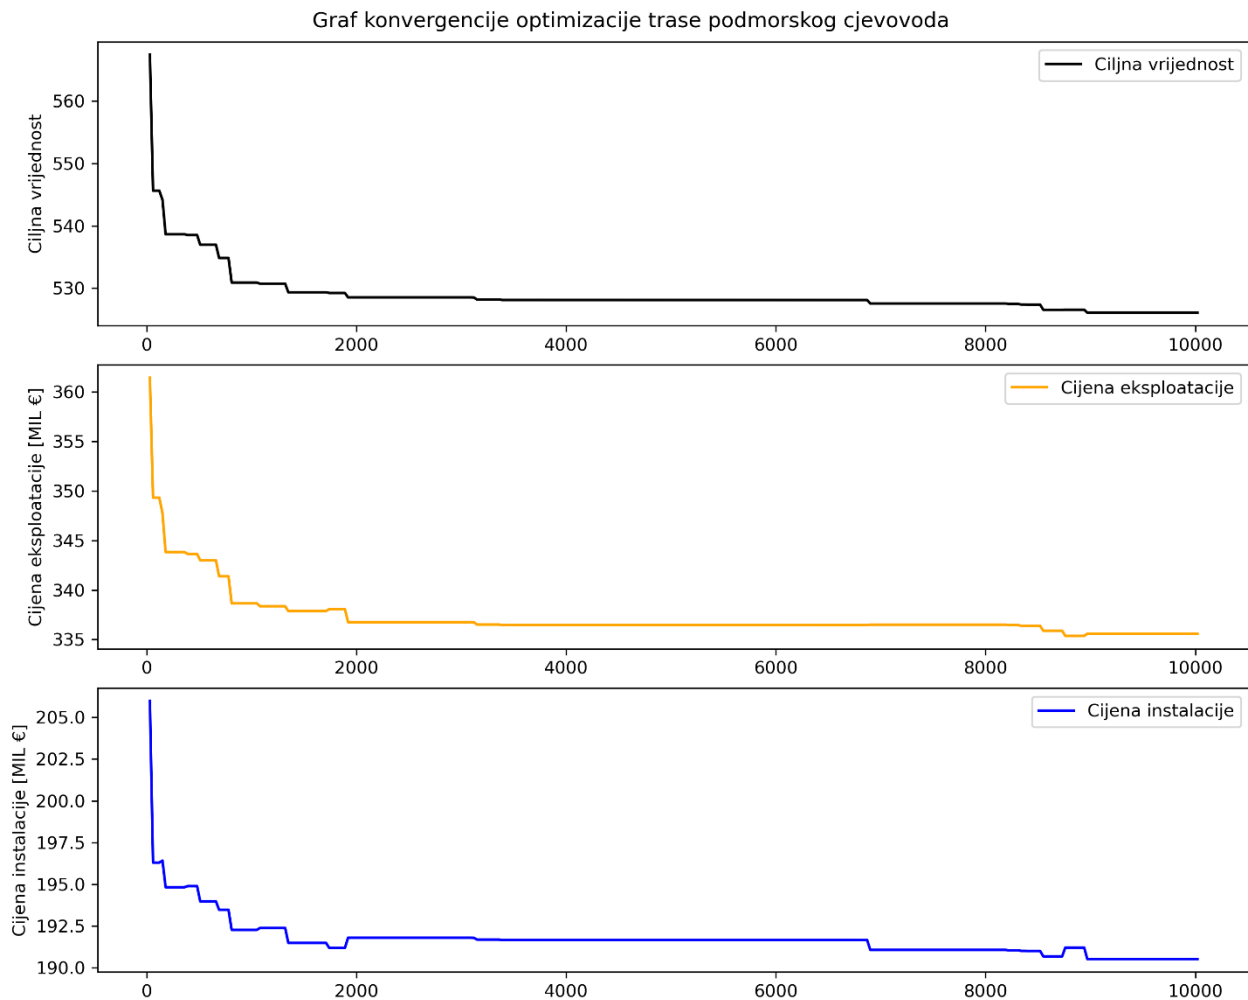 Graf konvergencije optimizacije trase podmorskog cjevovoda
Ciljna vrijednost
Ciljna vrijednost
560
550
540
530
0 2000 4000 6000 8000 10000
Cijena eksploatacije [MIL €]
Cijena eksploatacije
360
355
350
345
340
335
0 2000 4000 6000 8000 10000
Cijena instalacije [MIL €]
Cijena instalacije
205.0
202.5
200.0
197.5
195.0
192.5
190.0
0 2000 4000 6000 8000 10000